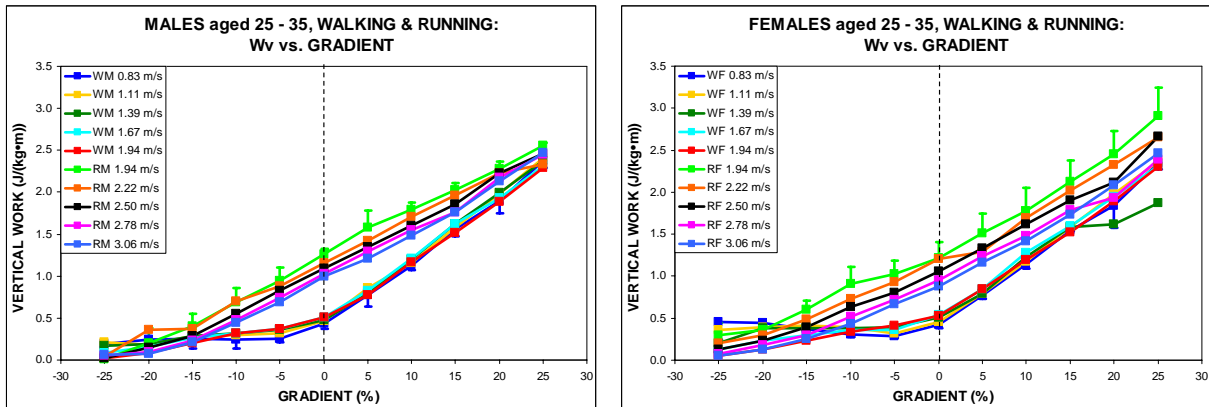 MALES aged 25 - 35, WALKING & RUNNING:
Wv vs. GRADIENT
VERTICAL WORK (J/(kg•m))
3.5
3.0
2.5
2.0
1.5
1.0
0.5
0.0
WM 0.83 m/s
WM 1.11 m/s
WM 1.39 m/s
WM 1.67 m/s
WM 1.94 m/s
RM 1.94 m/s
RM 2.22 m/s
RM 2.50 m/s
RM 2.78 m/s
RM 3.06 m/s
-30 -25 -20 -15 -10 -5 0 5 10 15 20 25 30
GRADIENT (%)
FEMALES aged 25 - 35, WALKING & RUNNING:
Wv vs. GRADIENT
VERTICAL WORK (J/(kg•m))
3.5
3.0
2.5
2.0
1.5
1.0
0.5
0.0
WF 0.83 m/s
WF 1.11 m/s
WF 1.39 m/s
WF 1.67 m/s
WF 1.94 m/s
RF 1.94 m/s
RF 2.22 m/s
RF 2.50 m/s
RF 2.78 m/s
RF 3.06 m/s
-30 -25 -20 -15 -10 -5 0 5 10 15 20 25 30
GRADIENT (%)